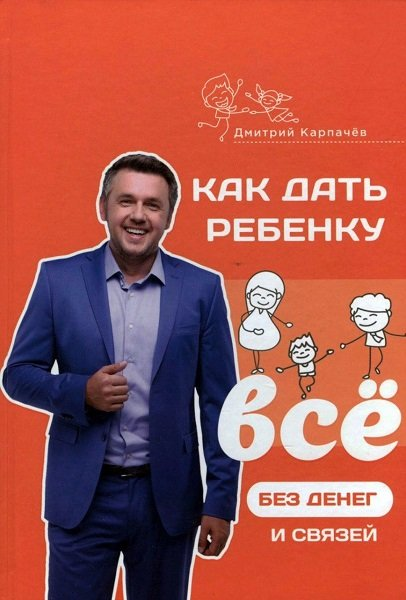 Дмитрий Карпачёв
КАК ДАТЬ
РЕБЕНКУ
всё
БЕЗ ДЕНЕГ
И СВЯЗЕЙ